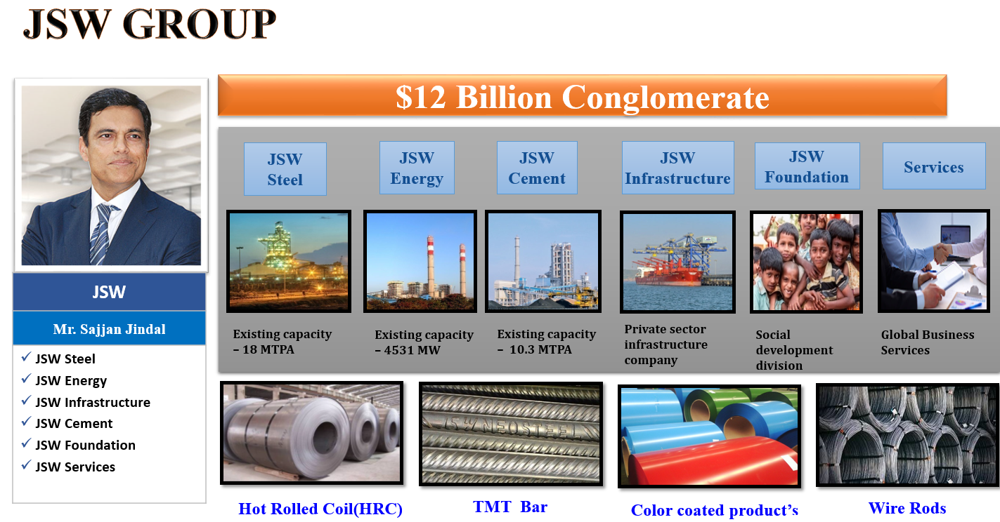 JSW GROUP
$12 Billion Conglomerate
JSW
Mr. Sajjan Jindal
JSW Steel
JSW Energy
JSW Infrastructure
JSW Cement
JSW Foundation
JSW Services
JSW
Steel
JSW
Energy
JSW
Cement
JSW
Infrastructure
JSW
Foundation
Services
Existing capacity
– 18 MTPA
Existing capacity
– 4531 MW
Existing capacity
– 10.3 MTPA
Private sector
infrastructure
company
Social
development
division
Global Business
Services
NEOSTEEL
Hot Rolled Coil(HRC)
TMT Bar
Color coated product’s
Wire Rods